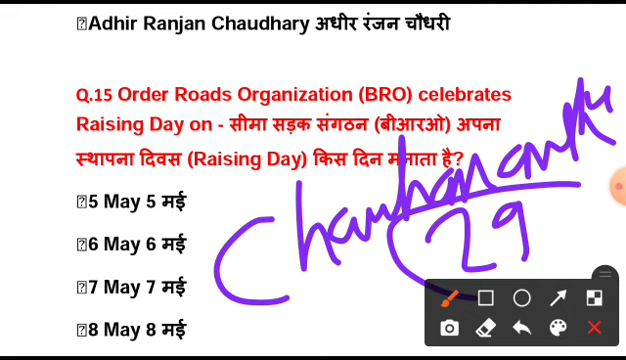 Adhir Ranjan Chaudhary अधीर रंजन चौधरी
Q.15 Order Roads Organization (BRO) celebrates
Raising Day on - सीमा सड़क संगठन (बीआरओ) अपना
स्थापना दिवस (Raising Day) किस दिन मनाता है?
5 May 5 मई
6 May 6 मई
7 May 7 मई
8 May 8 मई
29